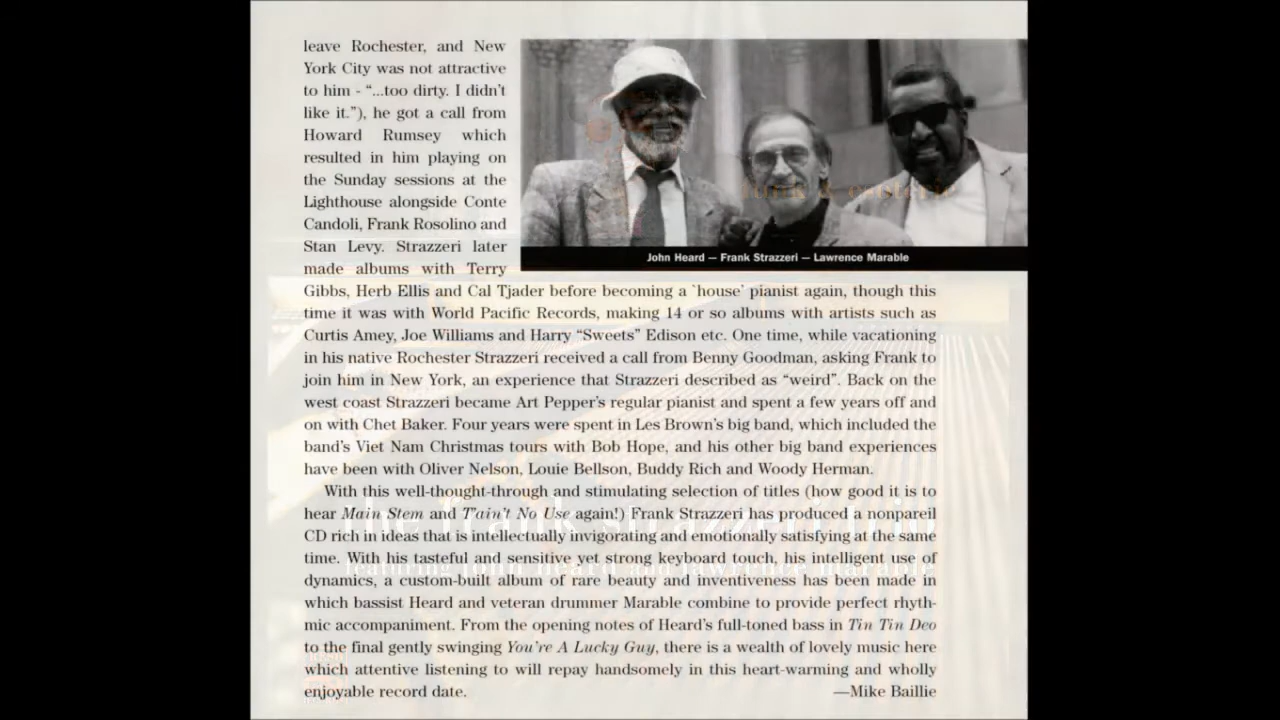 leave Rochester, and New
York City was not attractive
to him - “...too dirty. I didn’t
like it.”), he got a call from
Howard Rumsey which
resulted in him playing on
the Sunday sessions at the
Lighthouse alongside Conte
Candoli, Frank Rosolino and
Stan Levy. Strazzeri later
made albums with Terry
John Heard — Frank Strazzeri — Lawrence Marable
Gibbs, Herb Ellis and Cal Tjader before becoming a `house’ pianist again, though this
time it was with World Pacific Records, making 14 or so albums with artists such as
Curtis Amey, Joe Williams and Harry “Sweets” Edison etc. One time, while vacationing
in his native Rochester Strazzeri received a call from Benny Goodman, asking Frank to
join him in New York, an experience that Strazzeri described as “weird”. Back on the
west coast Strazzeri became Art Pepper’s regular pianist and spent a few years off and
on with Chet Baker. Four years were spent in Les Brown’s big band, which included the
band’s Viet Nam Christmas tours with Bob Hope, and his other big band experiences
have been with Oliver Nelson, Louie Bellson, Buddy Rich and Woody Herman.
With this well-thought-through and stimulating selection of titles (how good it is to
hear Main Stem and T’ain’t No Use again!) Frank Strazzeri has produced a nonpareil
CD rich in ideas that is intellectually invigorating and emotionally satisfying at the same
time. With his tasteful and sensitive yet strong keyboard touch, his intelligent use of
dynamics, a custom-built album of rare beauty and inventiveness has been made in
which bassist Heard and veteran drummer Marable combine to provide perfect rhyth-
mic accompaniment. From the opening notes of Heard’s full-toned bass in Tin Tin Deo
to the final gently swinging You’re A Lucky Guy, there is a wealth of lovely music here
which attentive listening to will repay handsomely in this heart-warming and wholly
enjoyable record date. —Mike Baillie
the frank strazzeri trio
featuring john heard and lawrence marable